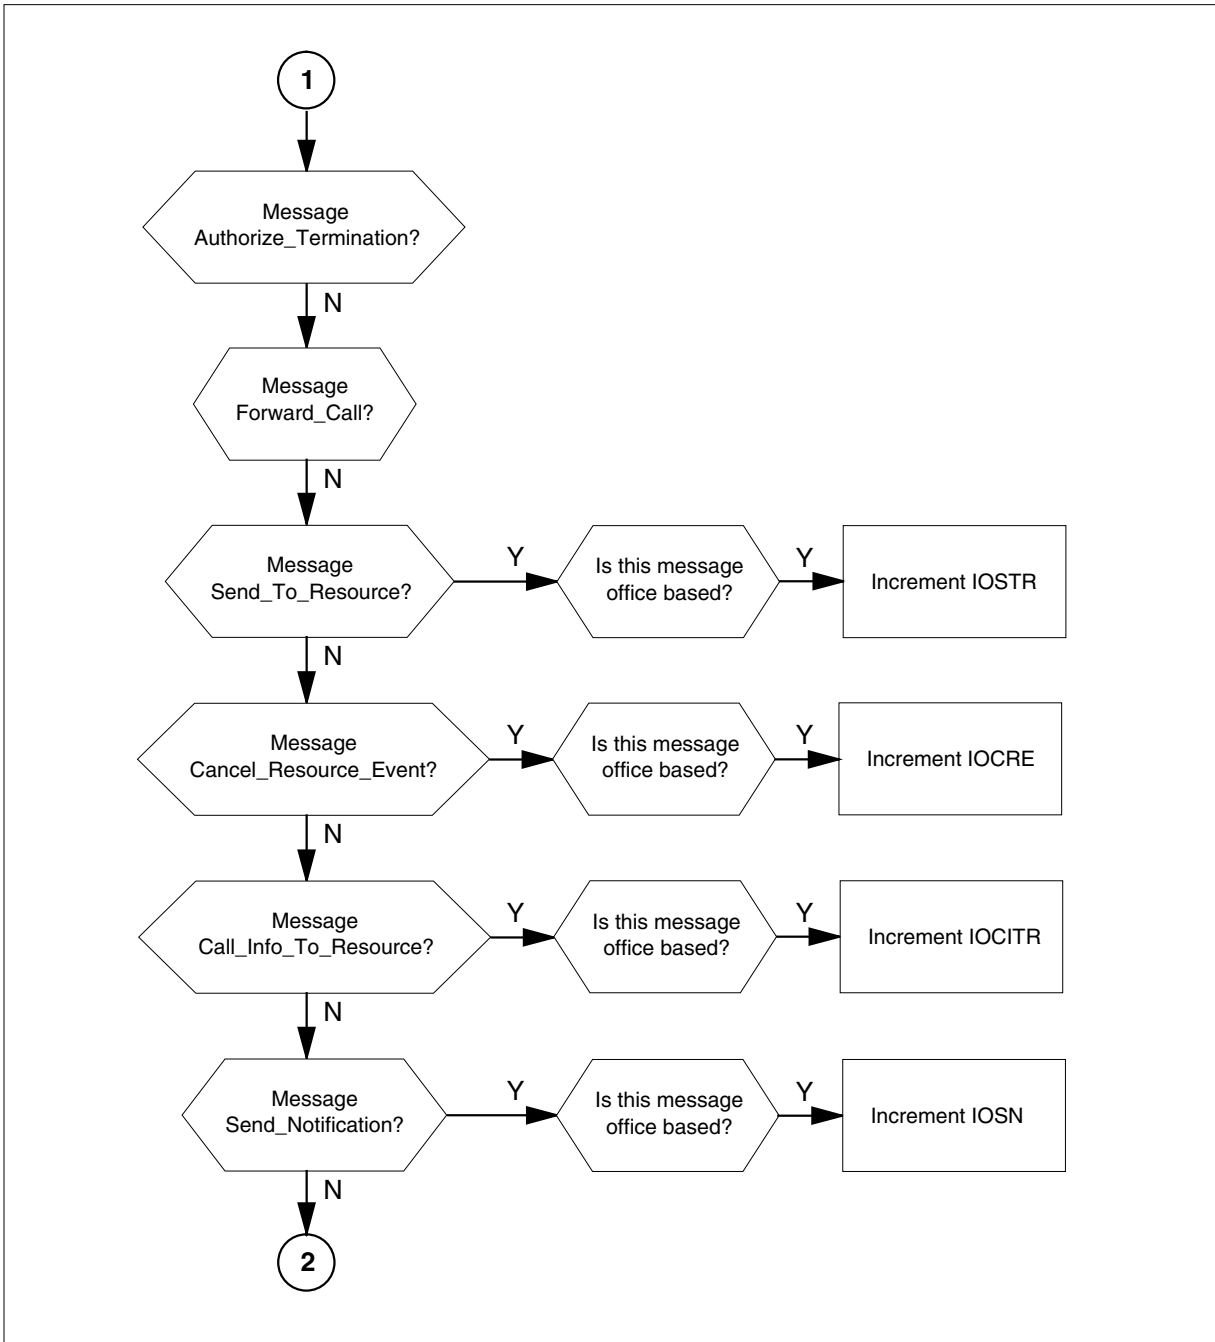 1
Message
Authorize_Termination?
N
Message
Forward_Call?
N
Message
Send_To_Resource?
Y
Is this message
office based?
Y
Increment IOSTR
N
Message
Cancel_Resource_Event?
Y
Is this message
office based?
Y
Increment IOCRE
N
Message
Call_Info_To_Resource?
Y
Is this message
office based?
Y
Increment IOCITR
N
Message
Send_Notification?
Y
Is this message
office based?
Y
Increment IOSN
N
2